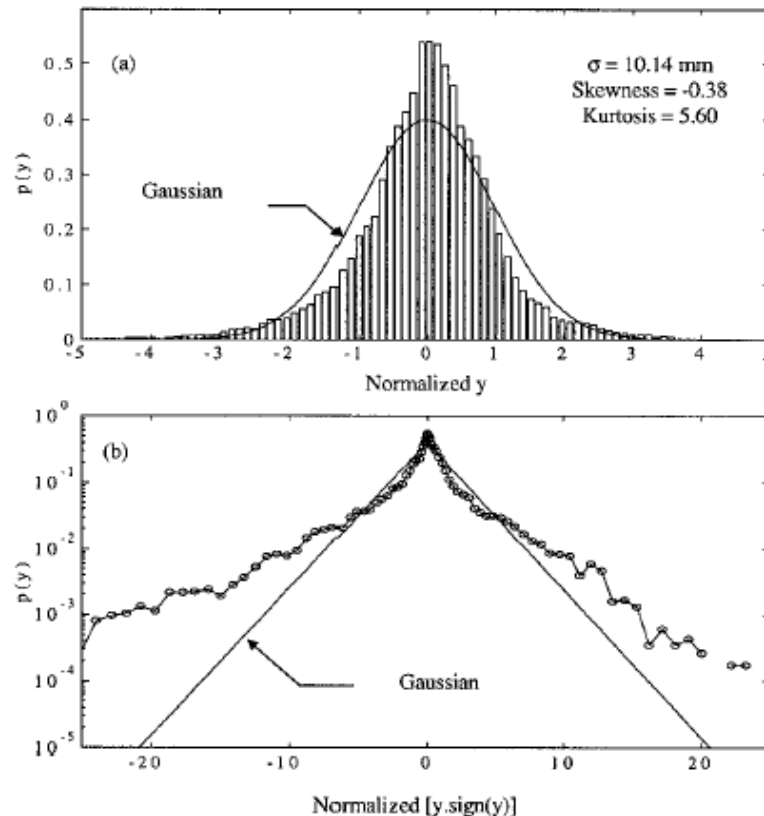 (a)
σ = 10.14 mm
Skewness = -0.38
Kurtosis = 5.60
Gaussian
p(y)
0.5
0.4
0.3
0.2
0.1
0
-5 -4 -3 -2 -1 0 1 2 3 4 5
Normalized y
(b)
p(y)
10^0
10^-1
10^-2
10^-3
10^-4
10^-5
Gaussian
-20 -10 0 10 20
Normalized [y.sign(y)]